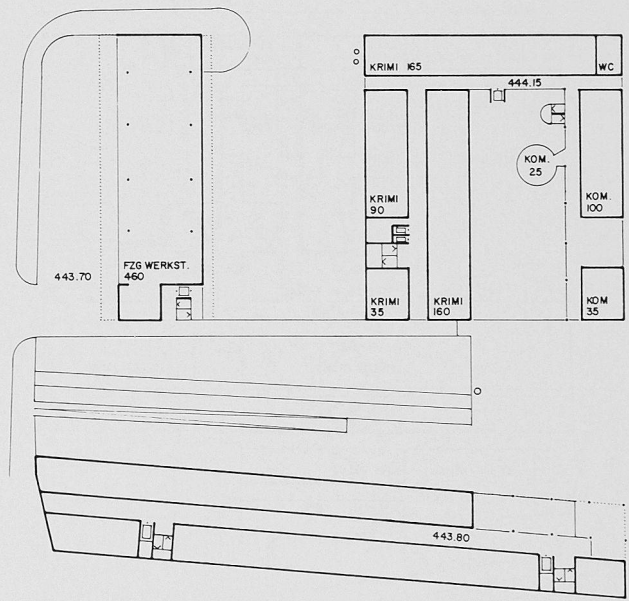 KRIMI 165
WC
444.15
KOM.
25
KRIMI
90
KOM.
100
FZG WERKST.
460
443.70
KRIMI
35
KRIMI
160
KOM
35
443.80